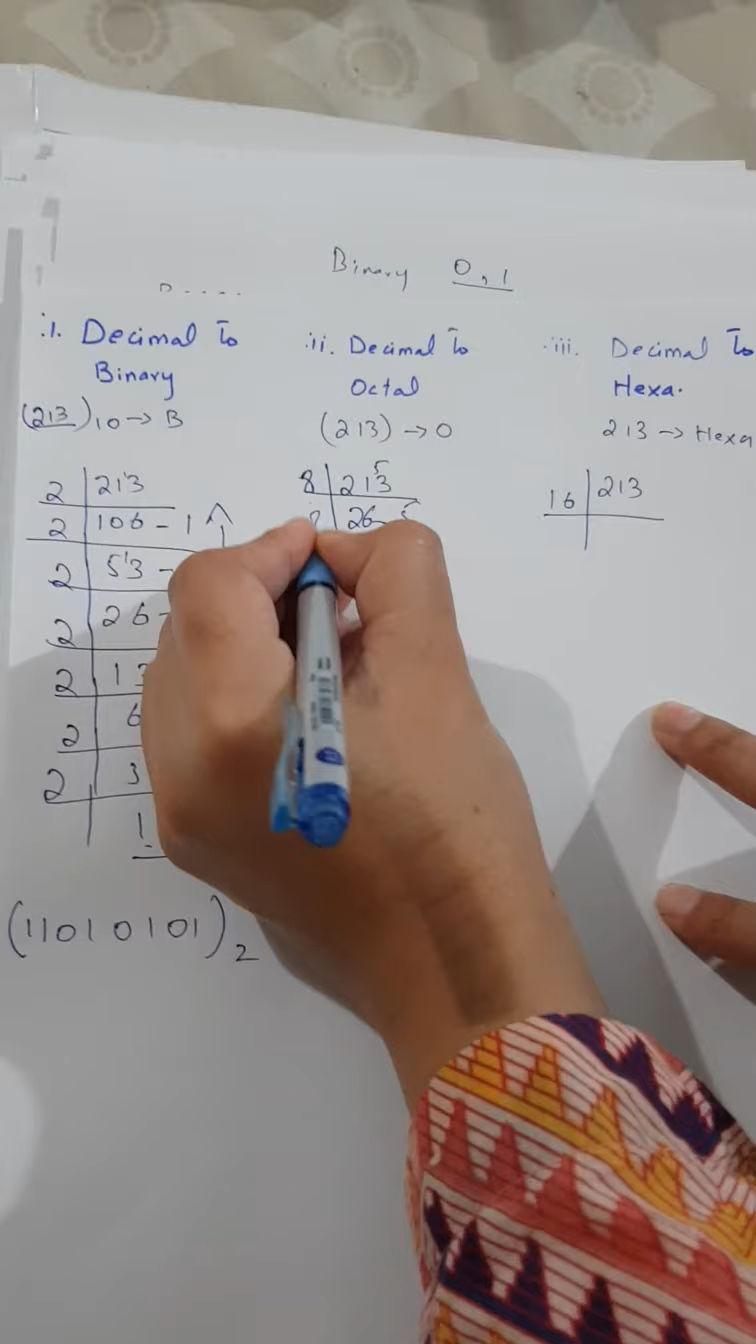 Binary 0,1
i. Decimal To
Binary
(213)10 → B
2 213
2 106 - 1
2 53 -
2 26 -
2 13
2 6
2 3
1
(11010101)2
ii. Decimal To
Octal
(213) → O
8 213
5
26 - 5
iii. Decimal To
Hexa.
213 → Hexa
16 213